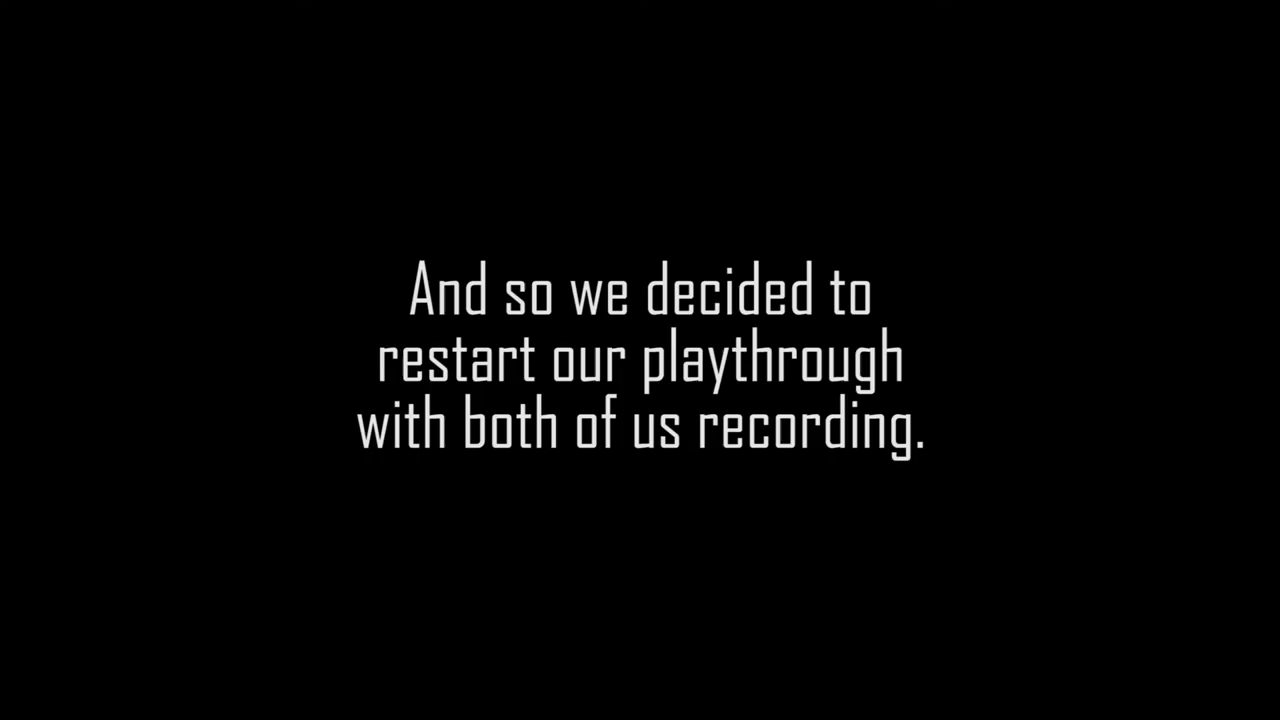 And so we decided to
restart our playthrough
with both of us recording.